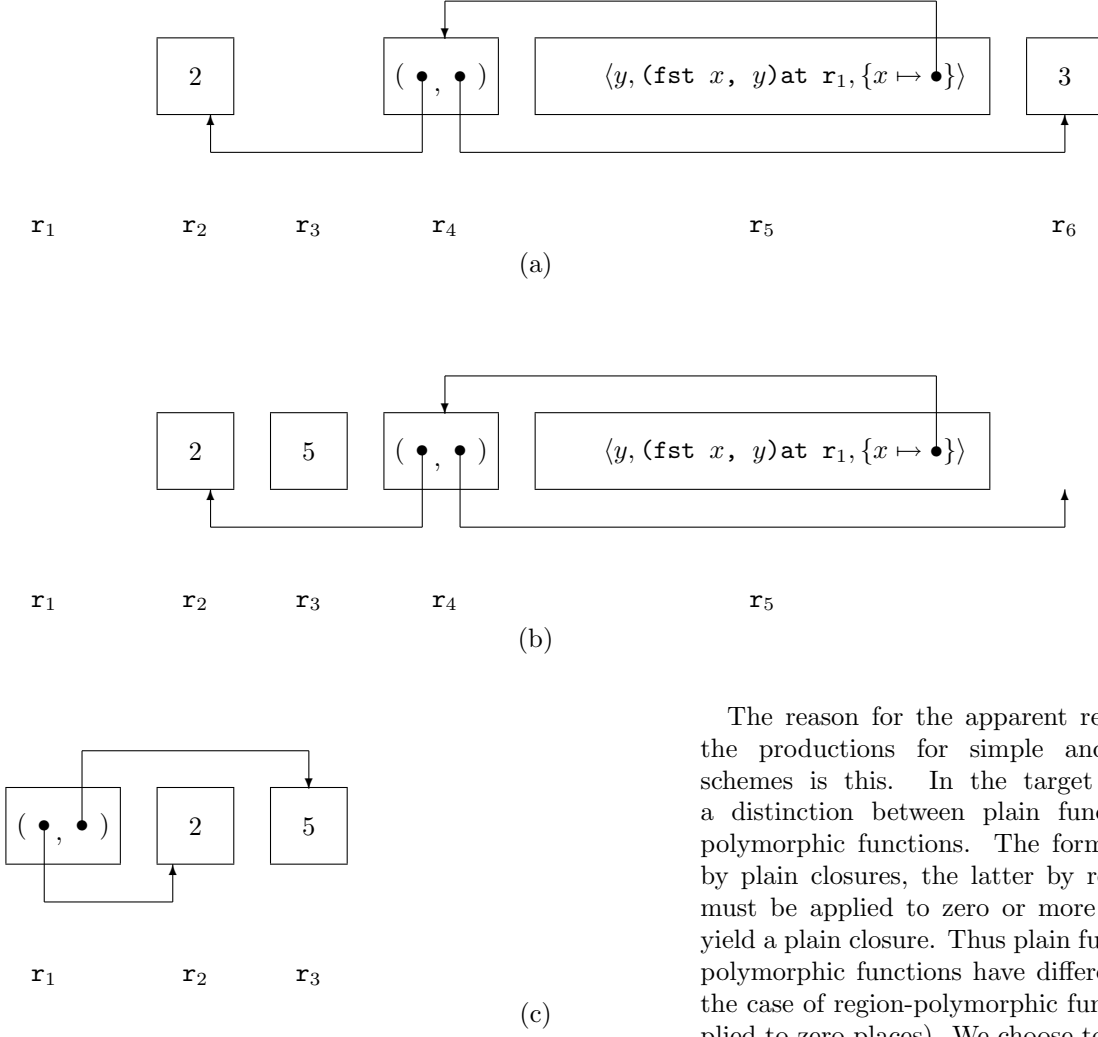 2 ( • , • ) ⟨y, (fst x, y)at r₁, {x ↦ •}⟩ 3
r₁ r₂ r₃ r₄ r₅ r₆
(a)
2 5 ( • , • ) ⟨y, (fst x, y)at r₁, {x ↦ •}⟩
r₁ r₂ r₃ r₄ r₅
(b)
( • , • ) 2 5
r₁ r₂ r₃
(c)
The reason for the apparent re
the productions for simple and
schemes is this. In the target
a distinction between plain func
polymorphic functions. The form
by plain closures, the latter by r
must be applied to zero or more
yield a plain closure. Thus plain fu
polymorphic functions have differ
the case of region-polymorphic fun
plied to zero places). We choose to